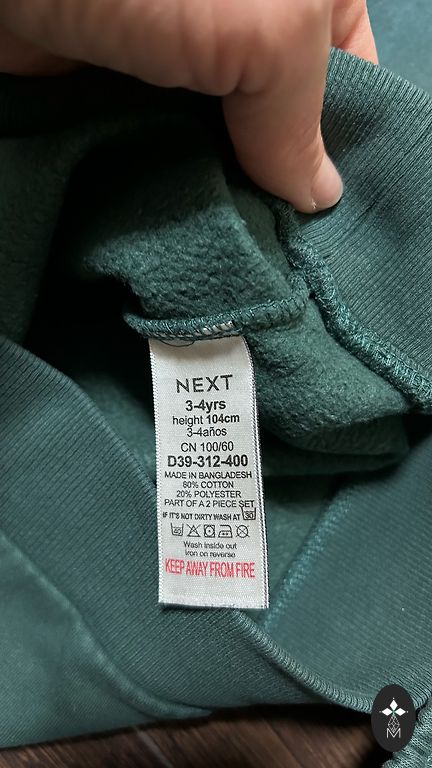 NEXT
3-4yrs
height 104cm
3-4años
CN 100/60
D39-312-400
MADE IN BANGLADESH
80% COTTON
20% POLYESTER
PART OF A 2 PIECE SET
IF IT'S NOT DIRTY WASH AT 30
40
Wash inside out
iron on reverse
KEEP AWAY FROM FIRE
M